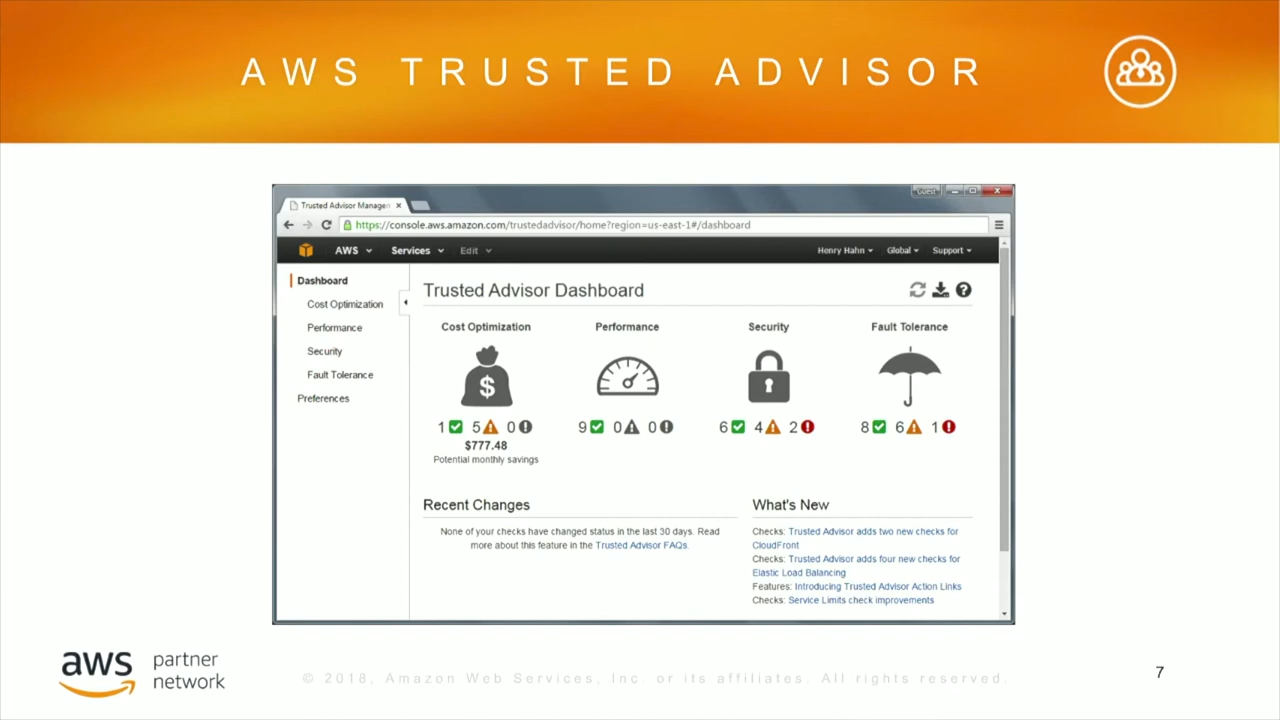 AWS TRUSTED ADVISOR
Guest
Trusted Advisor Managem
https://console.aws.amazon.com/trustedadvisor/home?region=us-east-1#/dashboard
AWS Services Edit Henry Hahn Global Support
Dashboard
Cost Optimization
Performance
Security
Fault Tolerance
Preferences
Trusted Advisor Dashboard
Cost Optimization Performance Security Fault Tolerance
$
1 5 0 9 0 0 6 4 2 8 6 1
$777.48
Potential monthly savings
Recent Changes
None of your checks have changed status in the last 30 days. Read
more about this feature in the Trusted Advisor FAQs.
What's New
Checks: Trusted Advisor adds two new checks for
CloudFront
Checks: Trusted Advisor adds four new checks for
Elastic Load Balancing
Features: Introducing Trusted Advisor Action Links
Checks: Service Limits check improvements
aws partner
network
© 2018, Amazon Web Services, Inc. or its affiliates. All rights reserved.
7